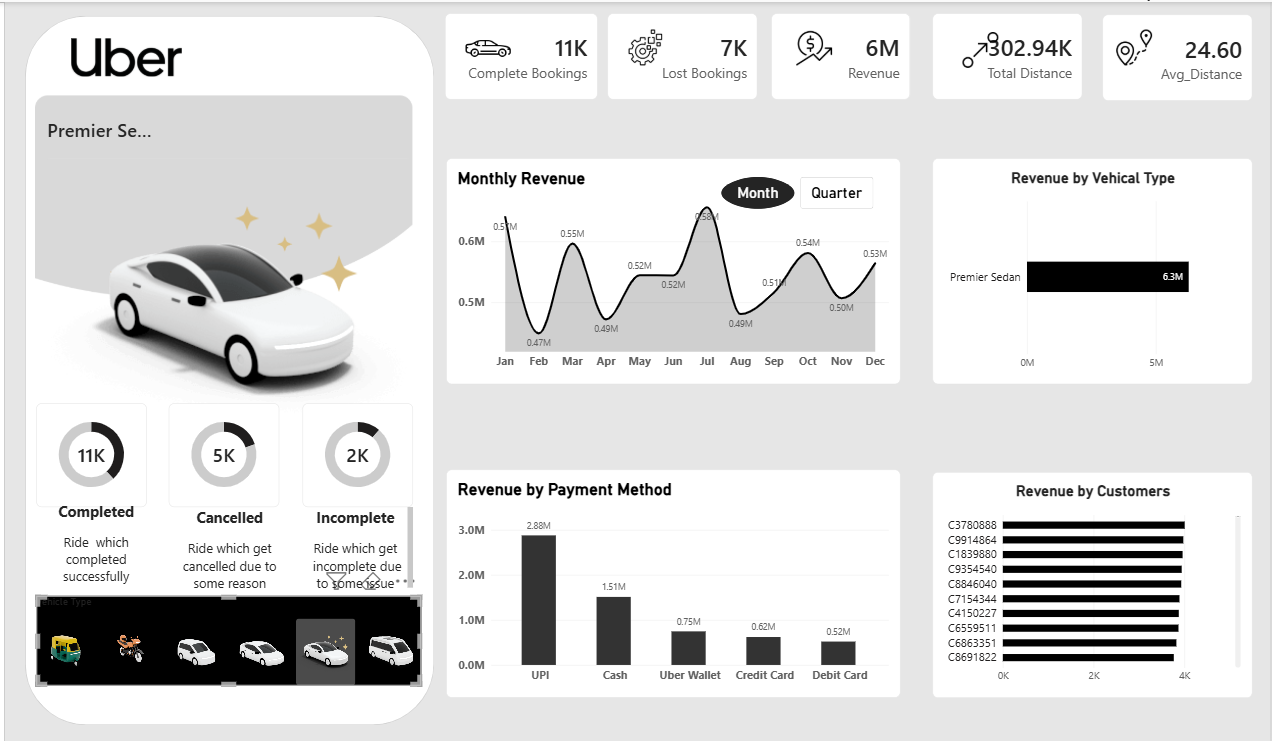 Uber
Premier Se...
11K
Completed
Ride which
completed
successfully
5K
Cancelled
Ride which get
cancelled due to
some reason
2K
Incomplete
Ride which get
incomplete due
to some issue
Vehicle Type
11K
Complete Bookings
7K
Lost Bookings
6M
Revenue
302.94K
Total Distance
24.60
Avg_Distance
Monthly Revenue
Month
Quarter
0.6M
0.5M
0.57M
0.47M
0.55M
0.49M
0.52M
0.52M
0.58M
0.49M
0.51M
0.54M
0.50M
0.53M
Jan Feb Mar Apr May Jun Jul Aug Sep Oct Nov Dec
Revenue by Vehical Type
Premier Sedan
6.3M
0M 5M
Revenue by Payment Method
3.0M
2.0M
1.0M
0.0M
2.88M
1.51M
0.75M
0.62M
0.52M
UPI Cash Uber Wallet Credit Card Debit Card
Revenue by Customers
C3780888
C9914864
C1839880
C9354540
C8846040
C7154344
C4150227
C6559511
C6863351
C8691822
0K 2K 4K